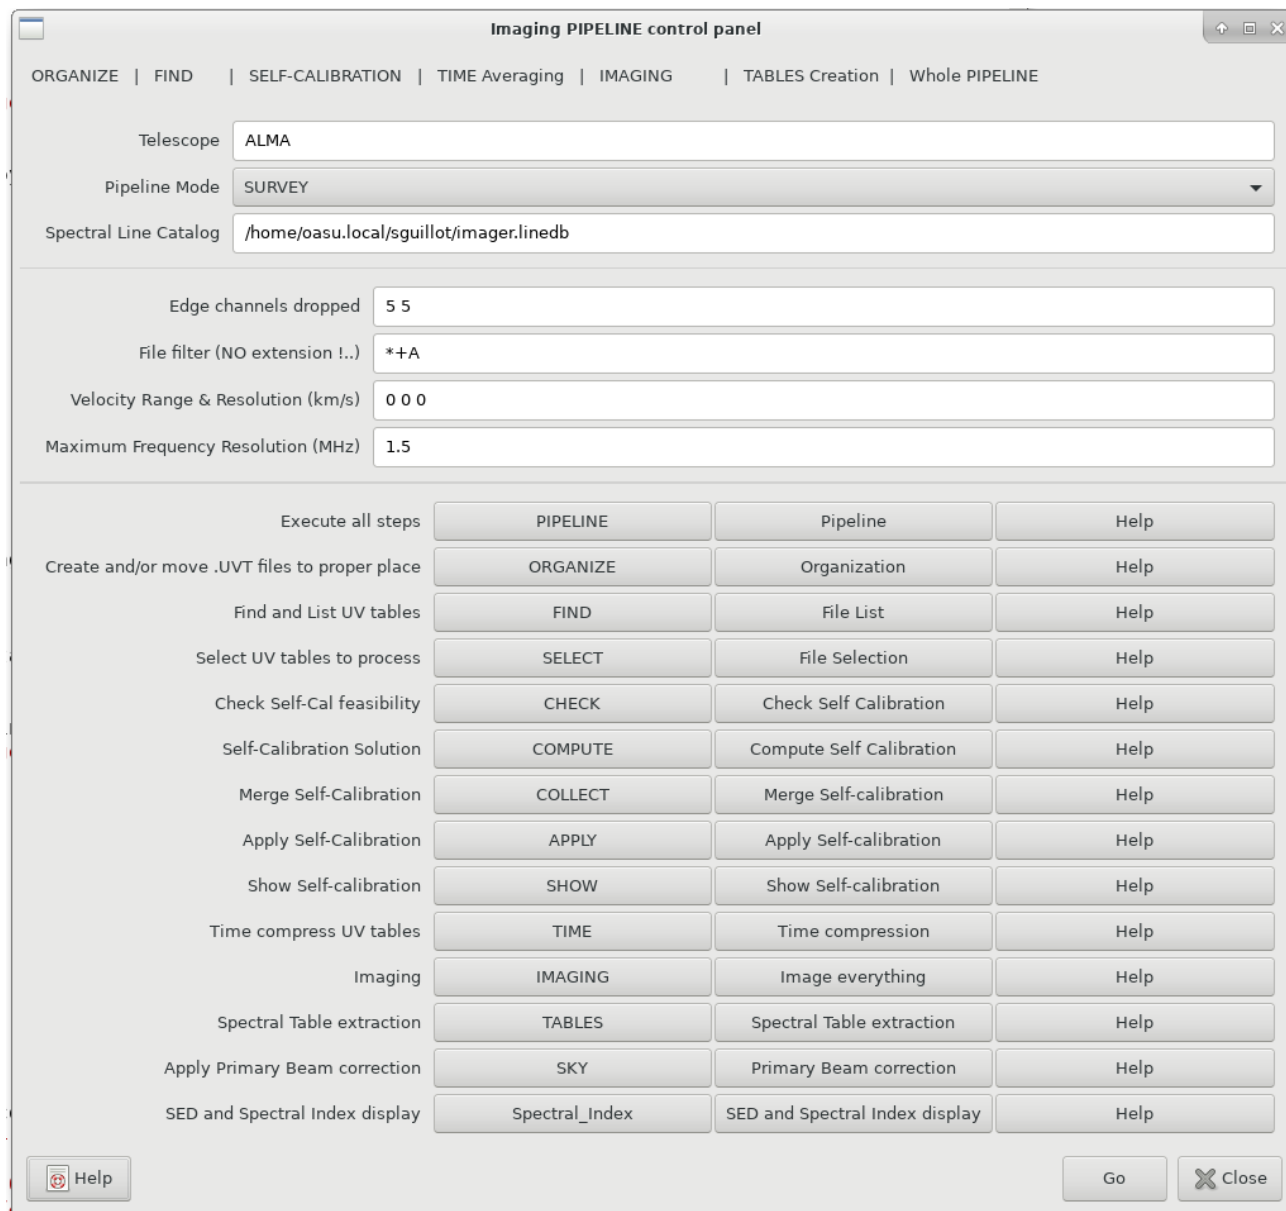 Imaging PIPELINE control panel
ORGANIZE | FIND | SELF-CALIBRATION | TIME Averaging | IMAGING | TABLES Creation | Whole PIPELINE
Telescope ALMA
Pipeline Mode SURVEY
Spectral Line Catalog /home/oasu.local/sguillot/imager.linedb
Edge channels dropped 5 5
File filter (NO extension !..) *+A
Velocity Range & Resolution (km/s) 0 0 0
Maximum Frequency Resolution (MHz) 1.5
Execute all steps PIPELINE Pipeline Help
Create and/or move .UVT files to proper place ORGANIZE Organization Help
Find and List UV tables FIND File List Help
Select UV tables to process SELECT File Selection Help
Check Self-Cal feasibility CHECK Check Self Calibration Help
Self-Calibration Solution COMPUTE Compute Self Calibration Help
Merge Self-Calibration COLLECT Merge Self-calibration Help
Apply Self-Calibration APPLY Apply Self-calibration Help
Show Self-calibration SHOW Show Self-calibration Help
Time compress UV tables TIME Time compression Help
Imaging IMAGING Image everything Help
Spectral Table extraction TABLES Spectral Table extraction Help
Apply Primary Beam correction SKY Primary Beam correction Help
SED and Spectral Index display Spectral_Index SED and Spectral Index display Help
Help Go Close